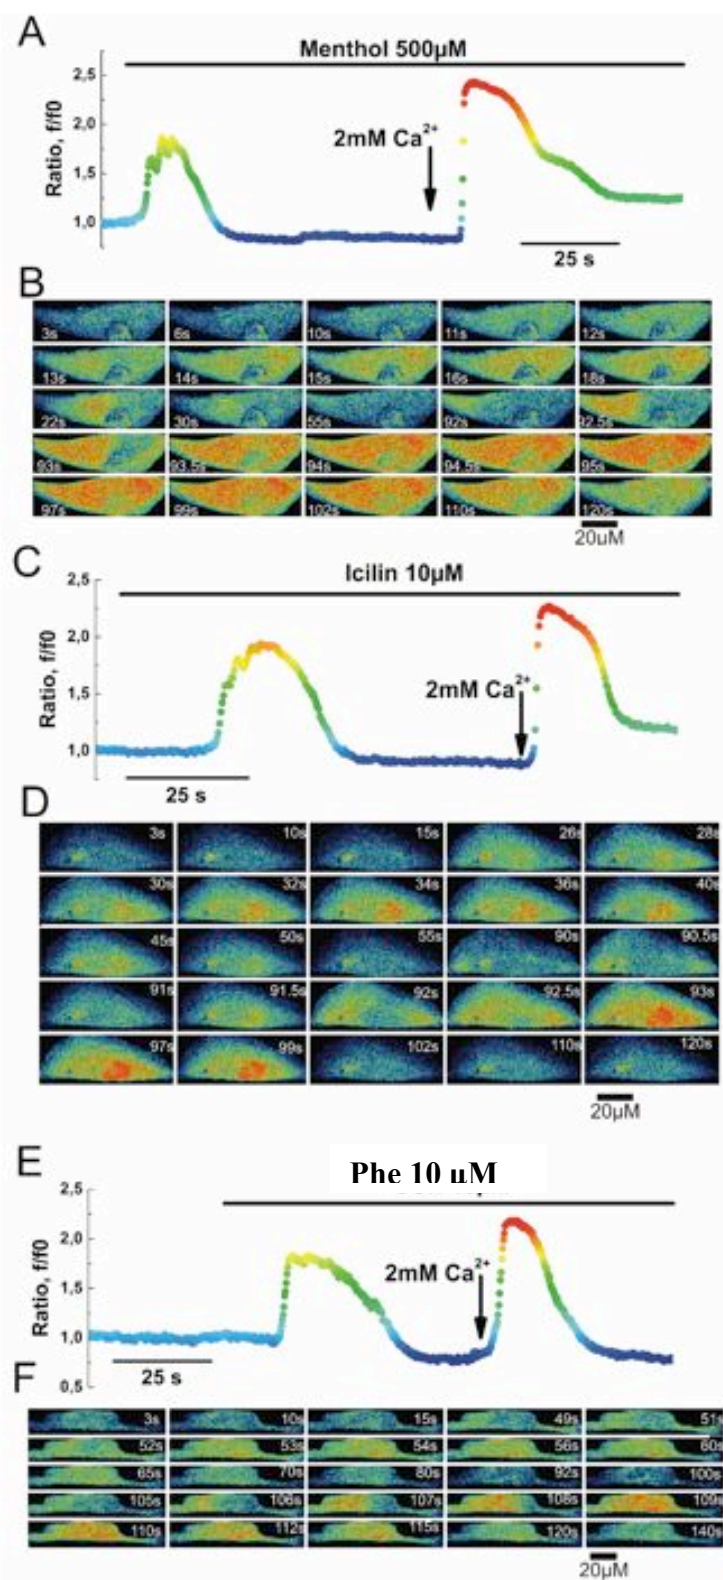 A
Menthol 500µM
2,5
2,0
1,5
1,0
Ratio, f/f0
2mM Ca²⁺
25 s
B
3s 6s 10s 11s 12s
13s 14s 15s 16s 18s
22s 30s 55s 92s 92.5s
93s 93.5s 94s 94.5s 95s
97s 99s 102s 110s 120s
20µM
C
Icilin 10µM
2,5
2,0
1,5
1,0
Ratio, f/f0
2mM Ca²⁺
25 s
D
3s 10s 15s 26s 28s
30s 32s 34s 36s 40s
45s 50s 55s 90s 90.5s
91s 91.5s 92s 92.5s 93s
97s 99s 102s 110s 120s
20µM
E
Phe 10 µM
2,5
2,0
1,5
1,0
0,5
Ratio, f/f0
2mM Ca²⁺
25 s
F
3s 10s 15s 49s 51s
52s 53s 54s 56s 60s
65s 70s 80s 92s 100s
105s 106s 107s 108s 109s
110s 112s 115s 120s 140s
20µM